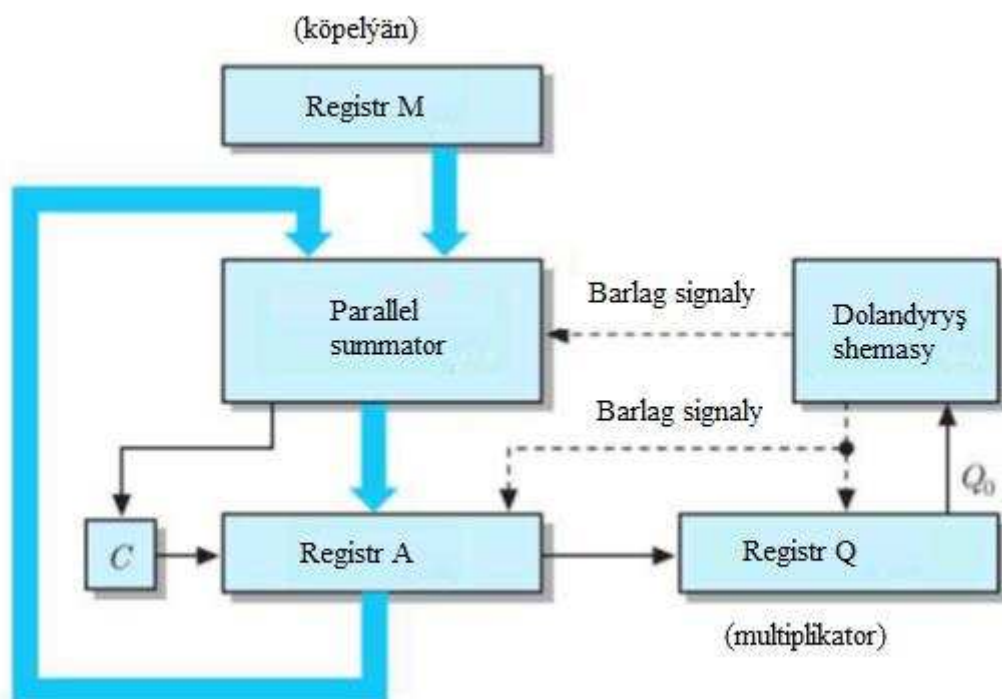 (köpelýän)
Registr M
Parallel
summator
Barlag signaly
Dolandyryş
shemasy
Barlag signaly
Q₀
C
Registr A
Registr Q
(multiplikator)